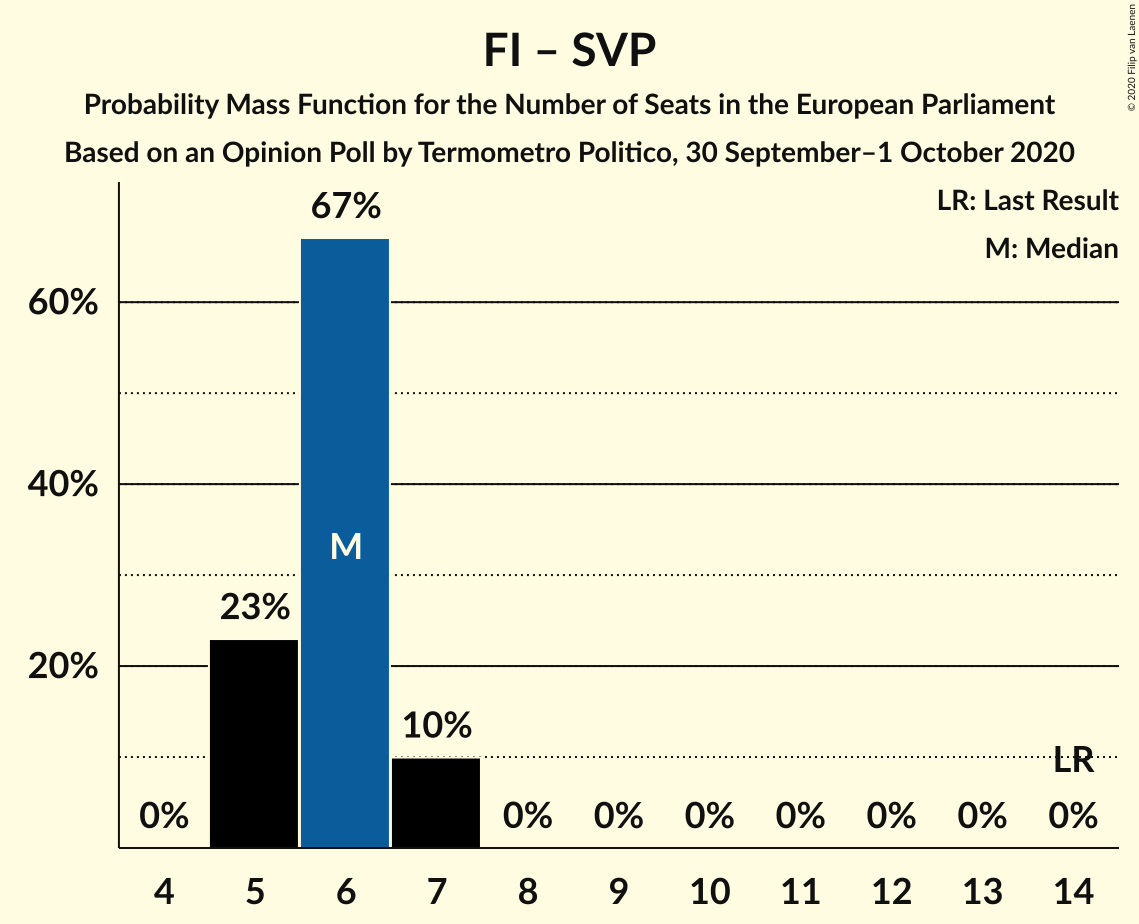 FI – SVP
Probability Mass Function for the Number of Seats in the European Parliament
Based on an Opinion Poll by Termometro Politico, 30 September–1 October 2020
© 2020 Filip van Laenen
LR: Last Result
M: Median
67%
60%
40%
M
23%
20%
10%
LR
0% 0% 0% 0% 0% 0% 0% 0%
4 5 6 7 8 9 10 11 12 13 14